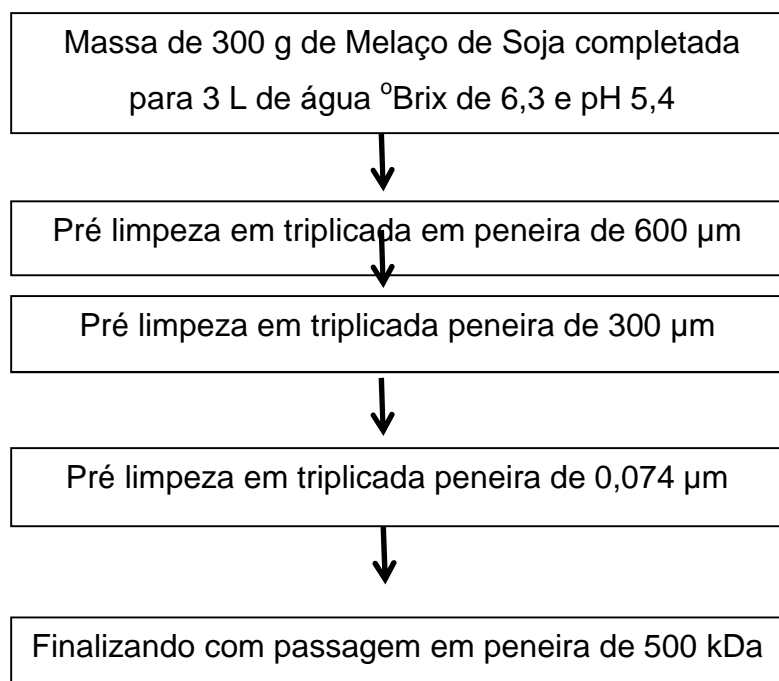 Massa de 300 g de Melaço de Soja completada
para 3 L de água ºBrix de 6,3 e pH 5,4
Pré limpeza em triplicada em peneira de 600 µm
Pré limpeza em triplicada peneira de 300 µm
Pré limpeza em triplicada peneira de 0,074 µm
Finalizando com passagem em peneira de 500 kDa